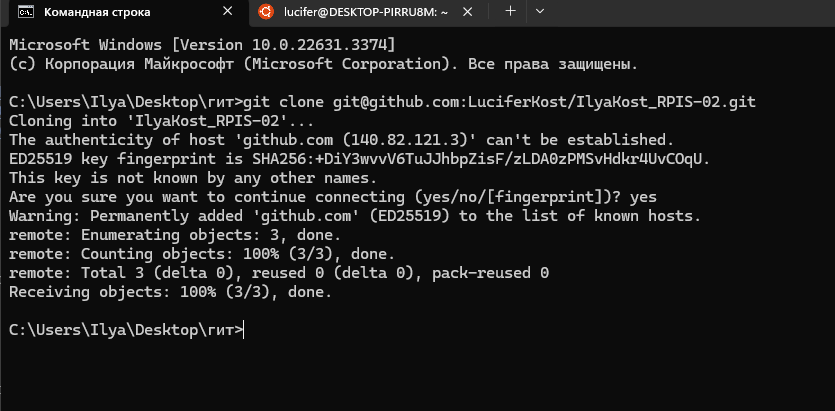 Командная строка
lucifer@DESKTOP-PIRRU8M: ~
Microsoft Windows [Version 10.0.22631.3374]
(c) Корпорация Майкрософт (Microsoft Corporation). Все права защищены.
C:\Users\Ilya\Desktop\гит>git clone git@github.com:LuciferKost/IlyaKost_RPIS-02.git
Cloning into 'IlyaKost_RPIS-02'...
The authenticity of host 'github.com (140.82.121.3)' can't be established.
ED25519 key fingerprint is SHA256:+DiY3wvvV6TuJJhbpZisF/zLDA0zPMSvHdkr4UvCOqU.
This key is not known by any other names.
Are you sure you want to continue connecting (yes/no/[fingerprint])? yes
Warning: Permanently added 'github.com' (ED25519) to the list of known hosts.
remote: Enumerating objects: 3, done.
remote: Counting objects: 100% (3/3), done.
remote: Total 3 (delta 0), reused 0 (delta 0), pack-reused 0
Receiving objects: 100% (3/3), done.
C:\Users\Ilya\Desktop\гит>